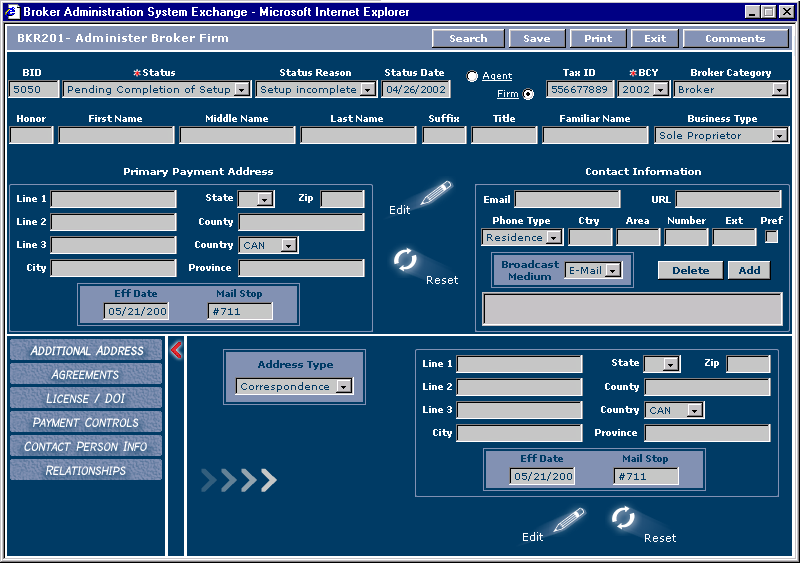 Broker Administration System Exchange - Microsoft Internet Explorer
BKR201- Administer Broker Firm Search Save Print Exit Comments
BID *Status Status Reason Status Date Agent Tax ID *BCY Broker Category
5050 Pending Completion of Setup Setup incomplete 04/26/2002 Firm 556677889 2002 Broker
Honor First Name Middle Name Last Name Suffix Title Familiar Name Business Type
Sole Proprietor
Primary Payment Address
Line 1 State Zip
Line 2 County
Line 3 Country CAN
City Province
Eff Date Mail Stop
05/21/200 #711
Edit
Reset
Contact Information
Email URL
Phone Type Ctry Area Number Ext Pref
Residence
Broadcast
Medium E-Mail Delete Add
ADDITIONAL ADDRESS
AGREEMENTS
LICENSE / DOI
PAYMENT CONTROLS
CONTACT PERSON INFO
RELATIONSHIPS
Address Type
Correspondence
Line 1 State Zip
Line 2 County
Line 3 Country CAN
City Province
Eff Date Mail Stop
05/21/200 #711
Edit Reset